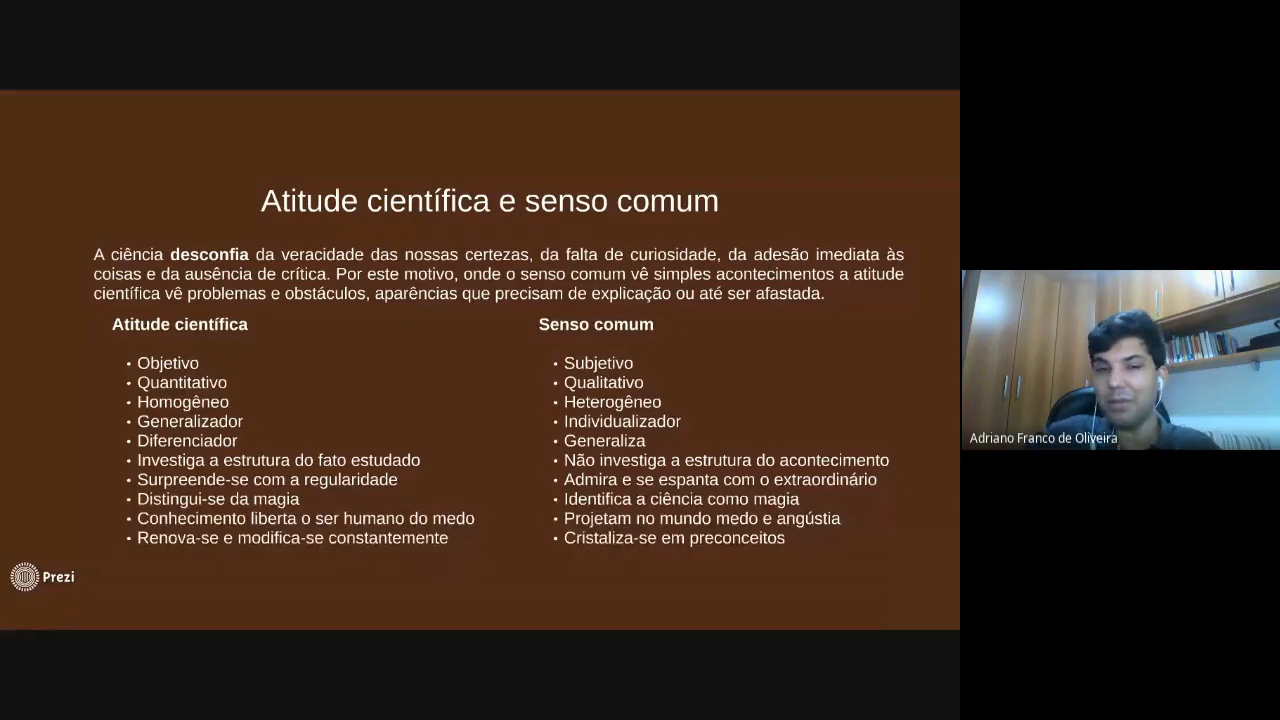 Atitude científica e senso comum
A ciência desconfia da veracidade das nossas certezas, da falta de curiosidade, da adesão imediata às
coisas e da ausência de crítica. Por este motivo, onde o senso comum vê simples acontecimentos a atitude
científica vê problemas e obstáculos, aparências que precisam de explicação ou até ser afastada.
Atitude científica
• Objetivo
• Quantitativo
• Homogêneo
• Generalizador
• Diferenciador
• Investiga a estrutura do fato estudado
• Surpreende-se com a regularidade
• Distingui-se da magia
• Conhecimento liberta o ser humano do medo
• Renova-se e modifica-se constantemente
Senso comum
• Subjetivo
• Qualitativo
• Heterogêneo
• Individualizador
• Generaliza
• Não investiga a estrutura do acontecimento
• Admira e se espanta com o extraordinário
• Identifica a ciência como magia
• Projetam no mundo medo e angústia
• Cristaliza-se em preconceitos
Prezi
Adriano Franco de Oliveira